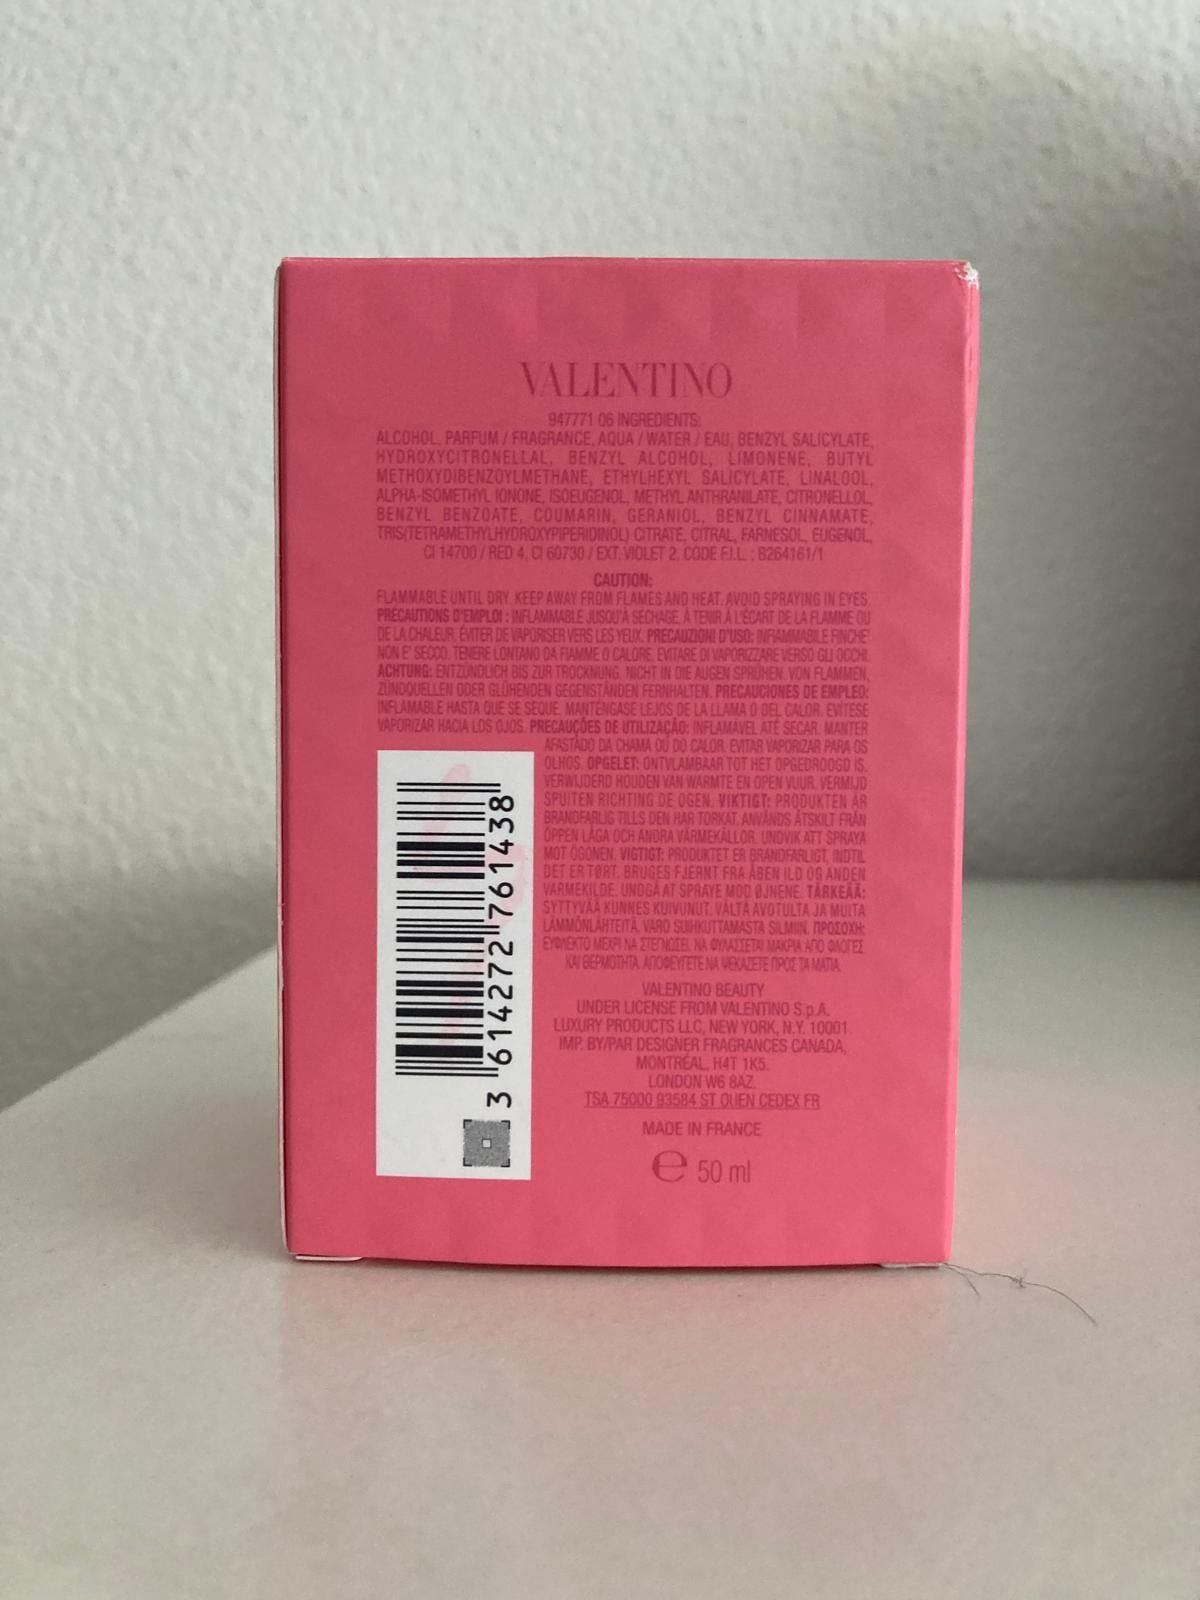 VALENTINO
947771 06 INGREDIENTS:
ALCOHOL, PARFUM / FRAGRANCE, AQUA / WATER / EAU, BENZYL SALICYLATE,
HYDROXYCITRONELLAL, BENZYL ALCOHOL, LIMONENE, BUTYL
METHOXYDIBENZOYLMETHANE, ETHYLHEXYL SALICYLATE, LINALOOL,
ALPHA-ISOMETHYL IONONE, ISOEUGENOL, METHYL ANTHRANILATE, CITRONELLOL,
BENZYL BENZOATE, COUMARIN, GERANIOL, BENZYL CINNAMATE,
TRIS(TETRAMETHYLHYDROXYPIPERIDINOL) CITRATE, CITRAL, FARNESOL, EUGENOL,
CI 14700 / RED 4, CI 60730 / EXT. VIOLET 2. CODE F.I.L. : B264161/1
CAUTION:
FLAMMABLE UNTIL DRY. KEEP AWAY FROM FLAMES AND HEAT. AVOID SPRAYING IN EYES.
PRÉCAUTIONS D'EMPLOI : INFLAMMABLE JUSQU'À SÉCHAGE. À TENIR À L'ÉCART DE LA FLAMME OU
DE LA CHALEUR. ÉVITER DE VAPORISER VERS LES YEUX. PRECAUZIONI D'USO: INFIAMMABILE FINCHE'
NON E' SECCO. TENERE LONTANO DA FIAMME O CALORE. EVITARE DI VAPORIZZARE VERSO GLI OCCHI.
ACHTUNG: ENTZÜNDLICH BIS ZUR TROCKNUNG. NICHT IN DIE AUGEN SPRÜHEN. VON FLAMMEN,
ZÜNDQUELLEN ODER GLÜHENDEN GEGENSTÄNDEN FERNHALTEN. PRECAUCIONES DE EMPLEO:
INFLAMABLE HASTA QUE SE SEQUE. MANTÉNGASE LEJOS DE LA LLAMA O DEL CALOR. EVÍTESE
VAPORIZAR HACIA LOS OJOS. PRECAUÇÕES DE UTILIZAÇÃO: INFLAMÁVEL ATÉ SECAR. MANTER
AFASTADO DA CHAMA OU DO CALOR. EVITAR VAPORIZAR PARA OS
OLHOS. OPGELET: ONTVLAMBAAR TOT HET OPGEDROOGD IS.
VERWIJDERD HOUDEN VAN WARMTE EN OPEN VUUR. VERMIJD
SPUITEN RICHTING DE OGEN. VIKTIGT: PRODUKTEN ÄR
BRANDFARLIG TILLS DEN HAR TORKAT. ANVÄNDS ÅTSKILT FRÅN
ÖPPEN LÅGA OCH ANDRA VÄRMEKÄLLOR. UNDVIK ATT SPRAYA
MOT ÖGONEN. VIGTIGT: PRODUKTET ER BRANDFARLIGT, INDTIL
DET ER TØRT. BRUGES FJERNT FRA ÅBEN ILD OG ANDEN
VARMEKILDE. UNDGÅ AT SPRAYE MOD ØJNENE. TÄRKEÄÄ:
SYTTYVÄÄ KUNNES KUIVUNUT. VÄLTÄ AVOTULTA JA MUITA
LÄMMÖNLÄHTEITÄ. VARO SUIHKUTTAMASTA SILMIIN. ΠΡΟΣΟΧΗ:
ΕΥΦΛΕΚΤΟ ΜΕΧΡΙ ΝΑ ΣΤΕΓΝΩΣΕΙ. ΝΑ ΦΥΛΑΣΣΕΤΑΙ ΜΑΚΡΙΑ ΑΠΟ ΦΛΟΓΕΣ
ΚΑΙ ΘΕΡΜΟΤΗΤΑ. ΑΠΟΦΕΥΓΕΤΕ ΝΑ ΨΕΚΑΖΕΤΕ ΠΡΟΣ ΤΑ ΜΑΤΙΑ.
3 614272 761438
VALENTINO BEAUTY
UNDER LICENSE FROM VALENTINO S.p.A.
LUXURY PRODUCTS LLC, NEW YORK, N.Y. 10001.
IMP. BY/PAR DESIGNER FRAGRANCES CANADA,
MONTRÉAL, H4T 1K5.
LONDON W6 8AZ.
TSA 75000 93584 ST OUEN CEDEX FR
MADE IN FRANCE
℮ 50 ml